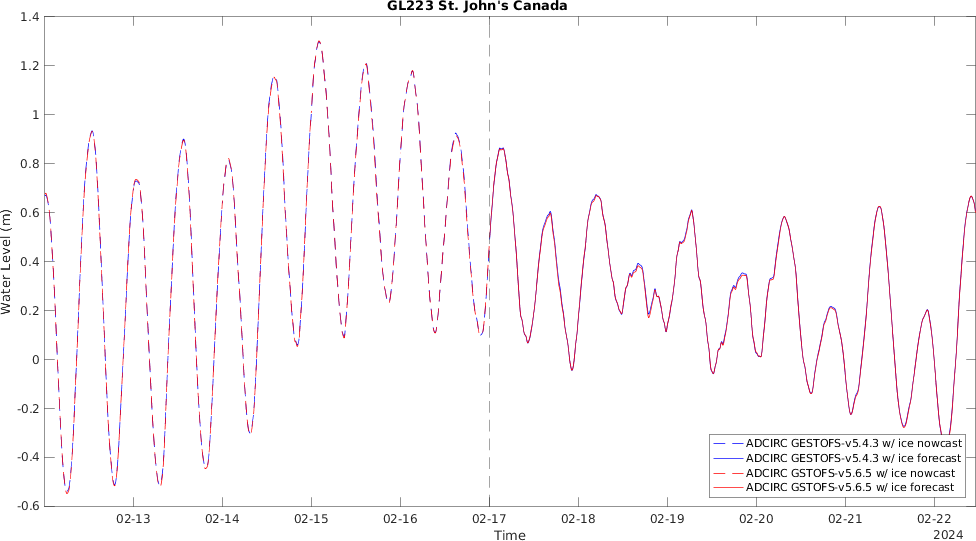 GL223 St. John's Canada
1.4
1.2
1
0.8
0.6
0.4
0.2
0
-0.2
-0.4
-0.6
Water Level (m)
ADCIRC GESTOFS-v5.4.3 w/ ice nowcast
ADCIRC GESTOFS-v5.4.3 w/ ice forecast
ADCIRC GSTOFS-v5.6.5 w/ ice nowcast
ADCIRC GSTOFS-v5.6.5 w/ ice forecast
02-13 02-14 02-15 02-16 02-17 02-18 02-19 02-20 02-21 02-22
Time
2024